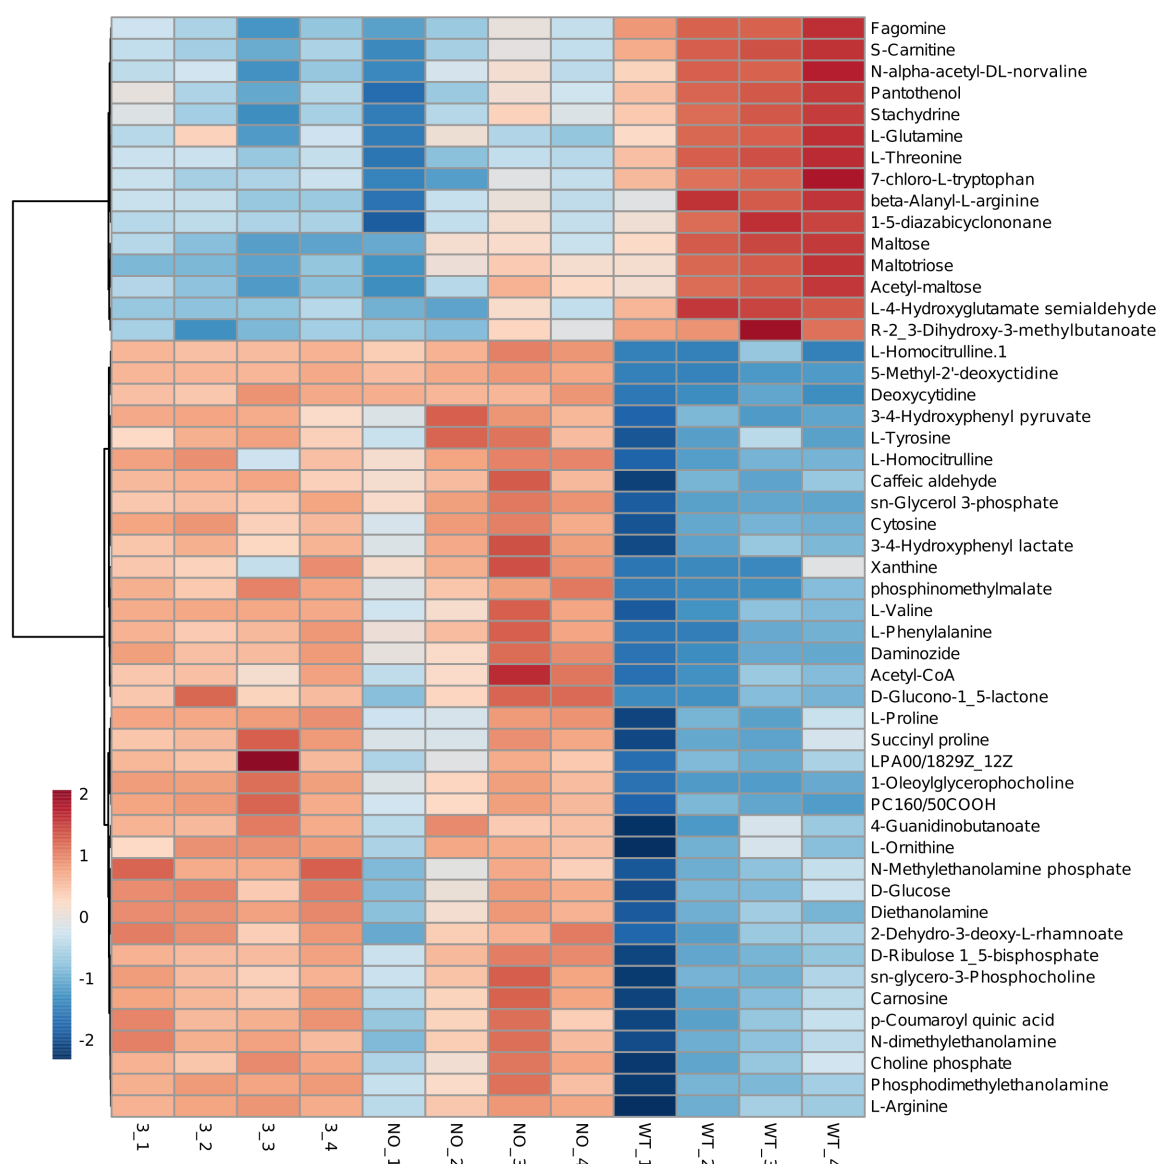 Fagomine
S-Carnitine
N-alpha-acetyl-DL-norvaline
Pantothenol
Stachydrine
L-Glutamine
L-Threonine
7-chloro-L-tryptophan
beta-Alanyl-L-arginine
1-5-diazabicyclononane
Maltose
Maltotriose
Acetyl-maltose
L-4-Hydroxyglutamate semialdehyde
R-2_3-Dihydroxy-3-methylbutanoate
L-Homocitrulline.1
5-Methyl-2'-deoxyctidine
Deoxycytidine
3-4-Hydroxyphenyl pyruvate
L-Tyrosine
L-Homocitrulline
Caffeic aldehyde
sn-Glycerol 3-phosphate
Cytosine
3-4-Hydroxyphenyl lactate
Xanthine
phosphinomethylmalate
L-Valine
L-Phenylalanine
Daminozide
Acetyl-CoA
D-Glucono-1_5-lactone
L-Proline
Succinyl proline
LPA00/1829Z_12Z
1-Oleoylglycerophocholine
PC160/50COOH
4-Guanidinobutanoate
L-Ornithine
N-Methylethanolamine phosphate
D-Glucose
Diethanolamine
2-Dehydro-3-deoxy-L-rhamnoate
D-Ribulose 1_5-bisphosphate
sn-glycero-3-Phosphocholine
Carnosine
p-Coumaroyl quinic acid
N-dimethylethanolamine
Choline phosphate
Phosphodimethylethanolamine
L-Arginine
2
1
0
-1
-2
3_1
3_2
3_3
3_4
NO_1
NO_2
NO_3
NO_4
WT_1
WT_2
WT_3
WT_4